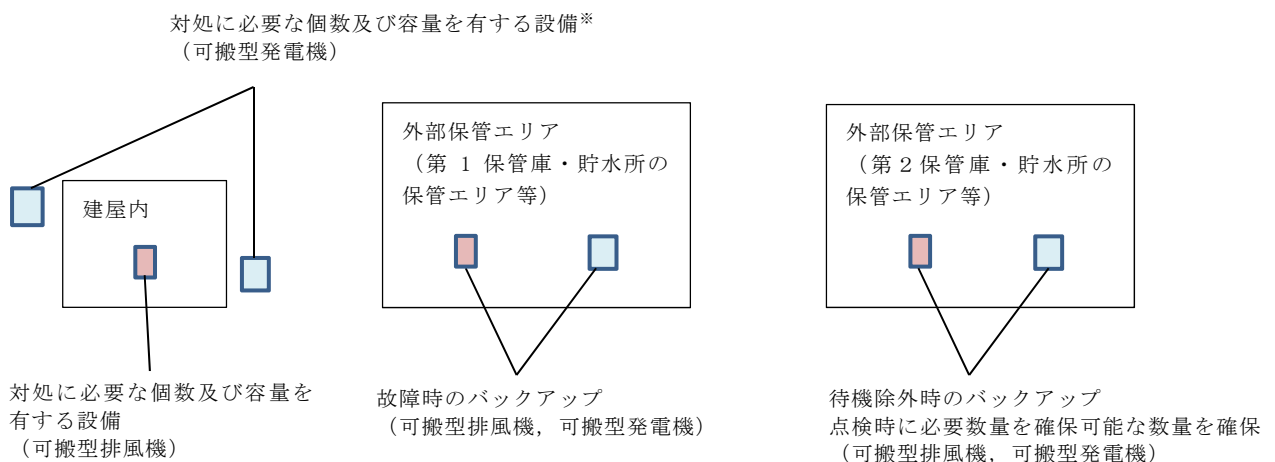 対処に必要な個数及び容量を有する設備※
（可搬型発電機）
建屋内
対処に必要な個数及び容量を
有する設備
（可搬型排風機）
外部保管エリア
（第 1 保管庫・貯水所の
保管エリア等）
故障時のバックアップ
（可搬型排風機，可搬型発電機）
外部保管エリア
（第２保管庫・貯水所の
保管エリア等）
待機除外時のバックアップ
点検時に必要数量を確保可能な数量を確保
（可搬型排風機，可搬型発電機）